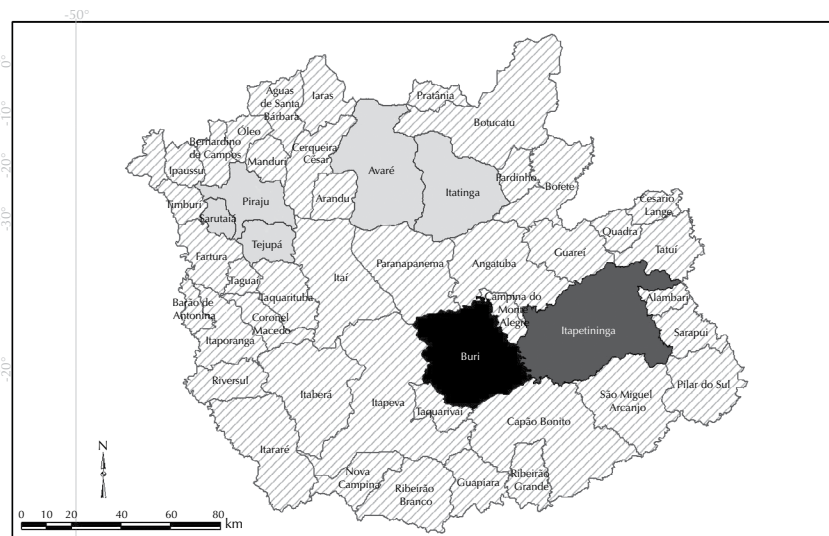 -50°
0°
-10°
-20°
-30°
-20°
Pratânia
Águas
de Santa
Bárbara
Iaras
Botucatu
Óleo
Bernardino
de Campos
Cerqueira
César
Manduri
Ipaussu
Avaré
Pardinho
Itatinga
Bofete
Arandu
Piraju
Timburi
Sarutaiá
Cesario
Lange
Quadra
Tejupá
Tatuí
Fartura
Paranapanema
Angatuba
Guareí
Itaí
Taguaí
Taquarituba
Barão de
Antonina
Coronel
Macedo
Campina do
Monte
Alegre
Alambari
Itapetininga
Sarapuí
Itaporanga
Buri
Riversul
Pilar do Sul
Itaberá
Itapeva
São Miguel
Arcanjo
Taquarivaí
Capão Bonito
Itararé
Nova
Campina
Ribeirão
Branco
Guapiara
Ribeirão
Grande
N
0 10 20 40 60 80
km